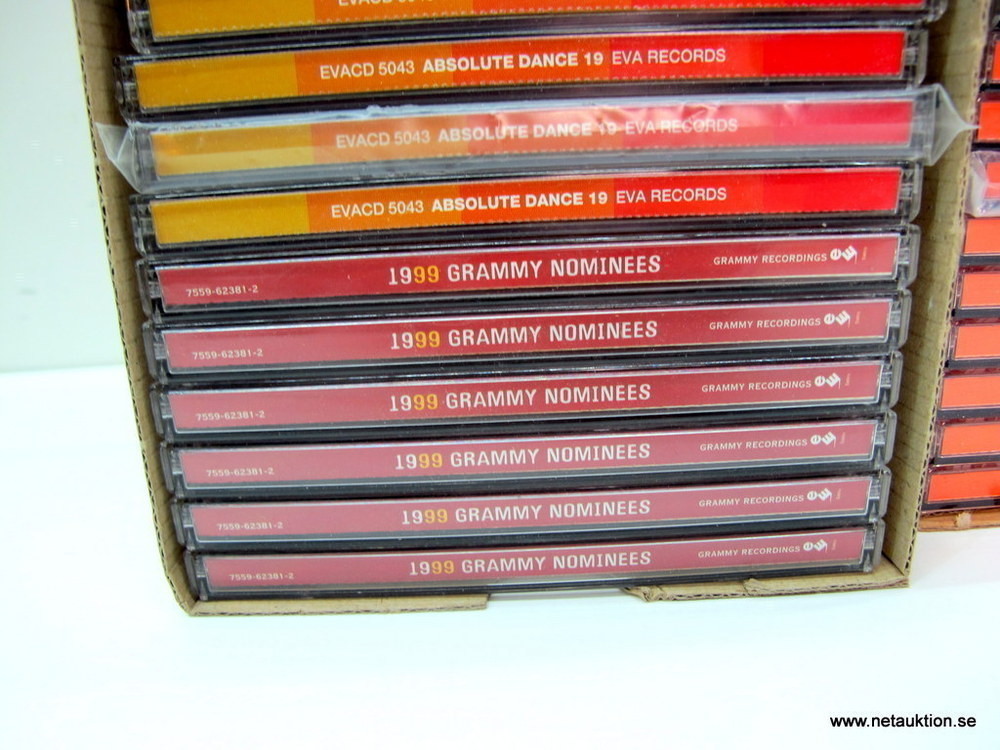 EVACD 5043 ABSOLUTE DANCE 19 EVA RECORDS
EVACD 5043 ABSOLUTE DANCE 19 EVA RECORDS
EVACD 5043 ABSOLUTE DANCE 19 EVA RECORDS
7559-62381-2 1999 GRAMMY NOMINEES GRAMMY RECORDINGS
7559-62381-2 1999 GRAMMY NOMINEES GRAMMY RECORDINGS
7559-62381-2 1999 GRAMMY NOMINEES GRAMMY RECORDINGS
7559-62381-2 1999 GRAMMY NOMINEES GRAMMY RECORDINGS
7559-62381-2 1999 GRAMMY NOMINEES GRAMMY RECORDINGS
7559-62381-2 1999 GRAMMY NOMINEES GRAMMY RECORDINGS
www.netauktion.se